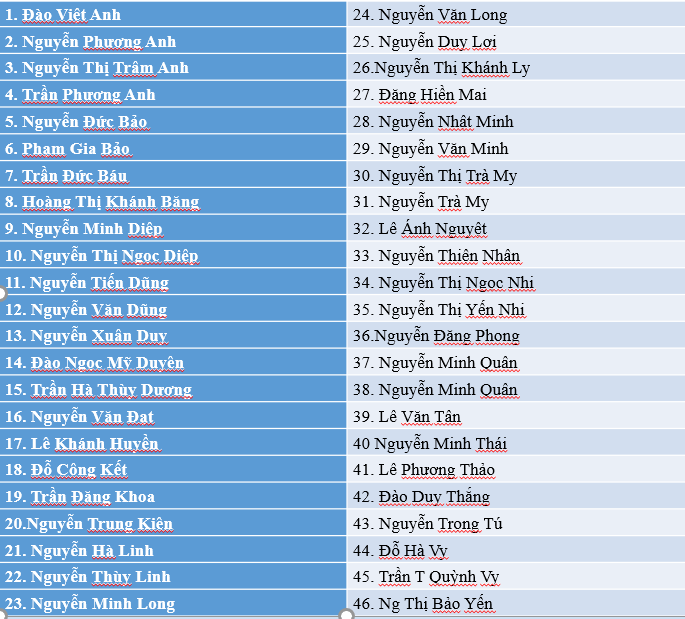 1. Đào Việt Anh
2. Nguyễn Phương Anh
3. Nguyễn Thị Trâm Anh
4. Trần Phương Anh
5. Nguyễn Đức Bảo
6. Phạm Gia Bảo
7. Trần Đức Báu
8. Hoàng Thị Khánh Băng
9. Nguyễn Minh Diệp
10. Nguyễn Thị Ngọc Diệp
11. Nguyễn Tiến Dũng
12. Nguyễn Văn Dũng
13. Nguyễn Xuân Duy
14. Đào Ngọc Mỹ Duyên
15. Trần Hà Thùy Dương
16. Nguyễn Văn Đạt
17. Lê Khánh Huyền
18. Đỗ Công Kết
19. Trần Đăng Khoa
20.Nguyễn Trung Kiên
21. Nguyễn Hà Linh
22. Nguyễn Thùy Linh
23. Nguyễn Minh Long
24. Nguyễn Văn Long
25. Nguyễn Duy Lợi
26.Nguyễn Thị Khánh Ly
27. Đặng Hiền Mai
28. Nguyễn Nhật Minh
29. Nguyễn Văn Minh
30. Nguyễn Thị Trà My
31. Nguyễn Trà My
32. Lê Ánh Nguyệt
33. Nguyễn Thiện Nhân
34. Nguyễn Thị Ngọc Nhi
35. Nguyễn Thị Yến Nhi
36.Nguyễn Đăng Phong
37. Nguyễn Minh Quân
38. Nguyễn Minh Quân
39. Lê Văn Tân
40 Nguyễn Minh Thái
41. Lê Phương Thảo
42. Đào Duy Thắng
43. Nguyễn Trọng Tú
44. Đỗ Hà Vy
45. Trần T Quỳnh Vy
46. Ng Thị Bảo Yến